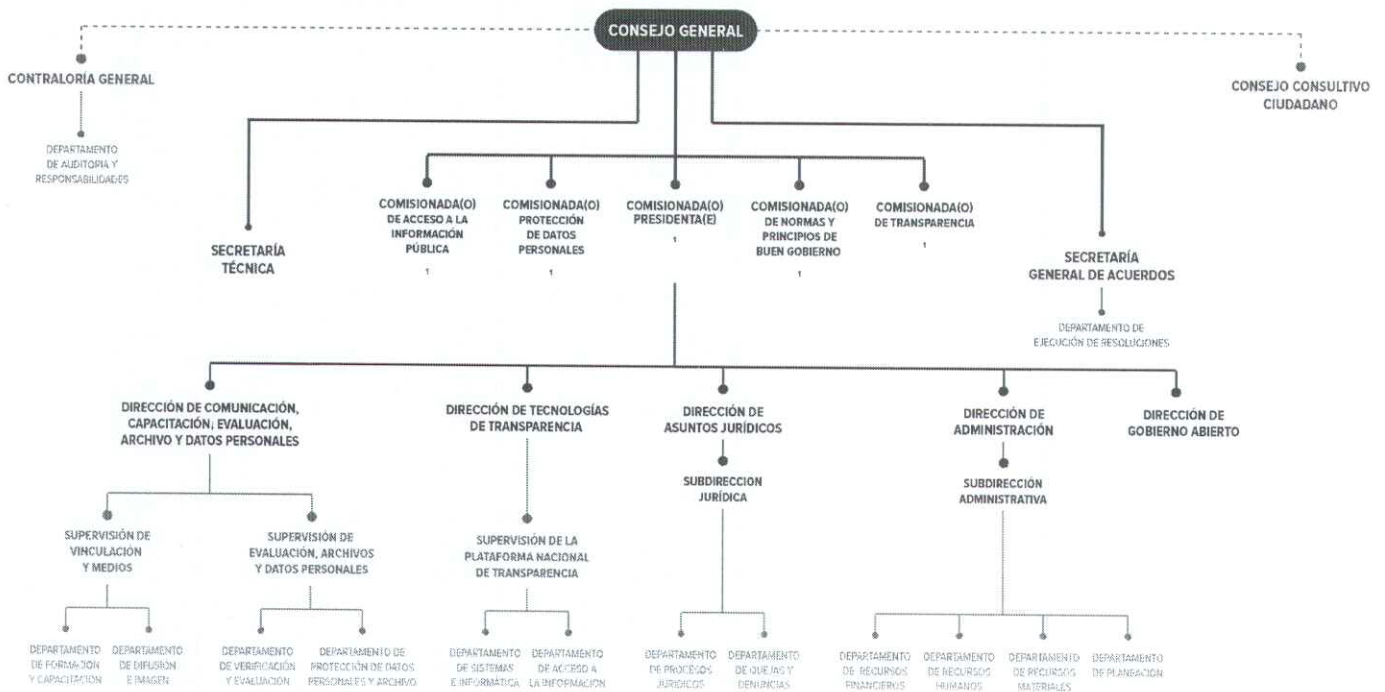 CONSEJO GENERAL
CONTRALORÍA GENERAL
DEPARTAMENTO
DE AUDITORIA Y
RESPONSABILIDADES
CONSEJO CONSULTIVO
CIUDADANO
SECRETARÍA
TÉCNICA
COMISIONADA(O)
DE ACCESO A LA
INFORMACIÓN
PÚBLICA
1
COMISIONADA(O)
PROTECCIÓN
DE DATOS
PERSONALES
1
COMISIONADA(O)
PRESIDENTA(E)
1
COMISIONADA(O)
DE NORMAS Y
PRINCIPIOS DE
BUEN GOBIERNO
1
COMISIONADA(O)
DE TRANSPARENCIA
1
SECRETARÍA
GENERAL DE ACUERDOS
DEPARTAMENTO DE
EJECUCIÓN DE RESOLUCIONES
DIRECCIÓN DE COMUNICACIÓN,
CAPACITACIÓN, EVALUACIÓN,
ARCHIVO Y DATOS PERSONALES
DIRECCIÓN DE TECNOLOGÍAS
DE TRANSPARENCIA
DIRECCIÓN DE
ASUNTOS JURÍDICOS
DIRECCIÓN DE
ADMINISTRACIÓN
DIRECCIÓN DE
GOBIERNO ABIERTO
SUBDIRECCION
JURÍDICA
SUBDIRECCIÓN
ADMINISTRATIVA
SUPERVISIÓN DE
VINCULACIÓN
Y MEDIOS
SUPERVISIÓN DE
EVALUACIÓN, ARCHIVOS
Y DATOS PERSONALES
SUPERVISIÓN DE LA
PLATAFORMA NACIONAL
DE TRANSPARENCIA
DEPARTAMENTO
DE FORMACIÓN
Y CAPACITACIÓN
DEPARTAMENTO
DE DIFUSIÓN
E IMAGEN
DEPARTAMENTO
DE VERIFICACIÓN
Y EVALUACIÓN
DEPARTAMENTO DE
PROTECCIÓN DE DATOS
PERSONALES Y ARCHIVO
DEPARTAMENTO
DE SISTEMAS
E INFORMÁTICA
DEPARTAMENTO
DE ACCESO A
LA INFORMACIÓN
DEPARTAMENTO
DE PROCESOS
JURÍDICOS
DEPARTAMENTO
DE QUEJAS Y
DENUNCIAS
DEPARTAMENTO
DE RECURSOS
FINANCIEROS
DEPARTAMENTO
DE RECURSOS
HUMANOS
DEPARTAMENTO
DE RECURSOS
MATERIALES
DEPARTAMENTO
DE PLANEACIÓN